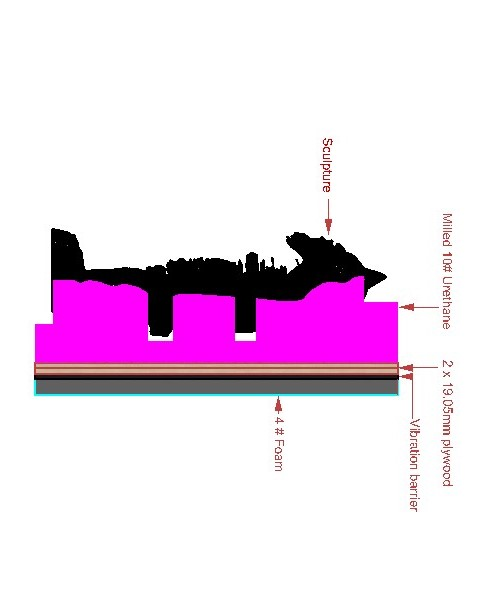 Sculpture
Milled 10# Urethane
2 x 19.05mm plywood
Vibration barrier
4 # Foam